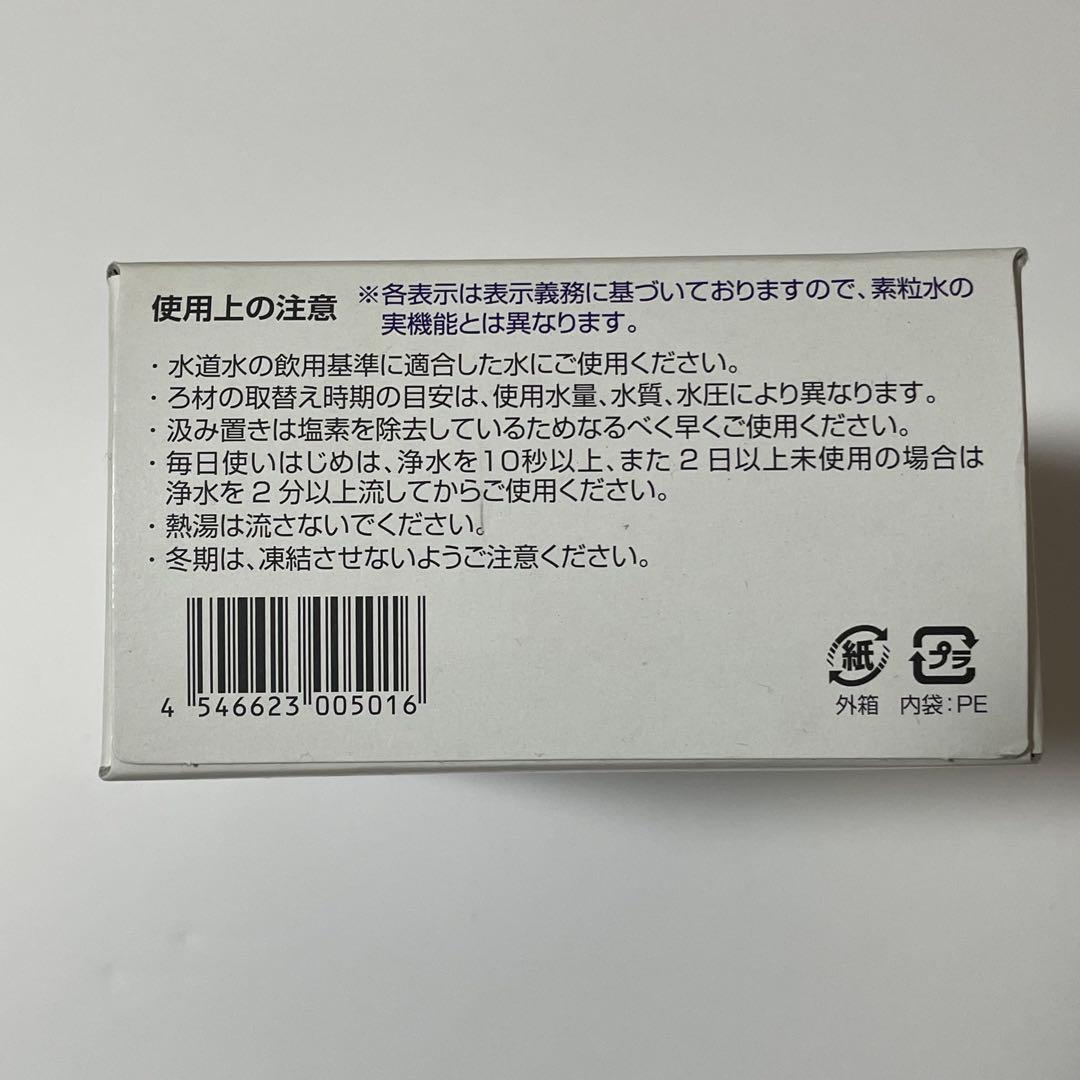 使用上の注意 ※各表示は表示義務に基づいておりますので、素粒水の
実機能とは異なります。
・水道水の飲用基準に適合した水にご使用ください。
・ろ材の取替え時期の目安は、使用水量、水質、水圧により異なります。
・汲み置きは塩素を除去しているためなるべく早くご使用ください。
・毎日使いはじめは、浄水を10秒以上、また2日以上未使用の場合は
浄水を2分以上流してからご使用ください。
・熱湯は流さないでください。
・冬期は、凍結させないようご注意ください。
紙 プラ
4 546623 005016 外箱 内袋：PE